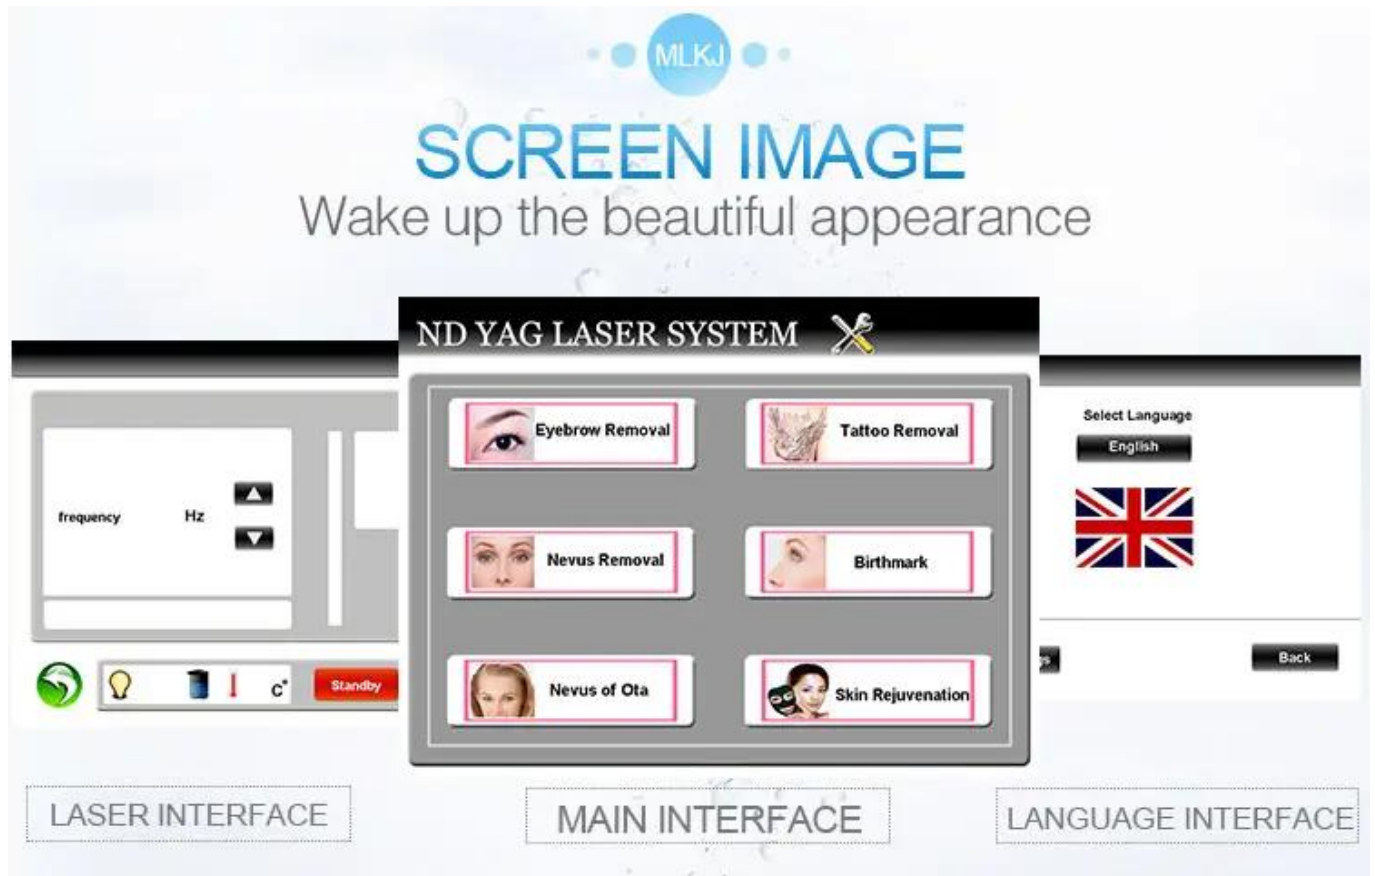 MLKJ
SCREEN IMAGE
Wake up the beautiful appearance
ND YAG LASER SYSTEM
Eyebrow Removal
Tattoo Removal
Nevus Removal
Birthmark
Nevus of Ota
Skin Rejuvenation
frequency
Hz
c°
Standby
Select Language
English
Back
LASER INTERFACE
MAIN INTERFACE
LANGUAGE INTERFACE